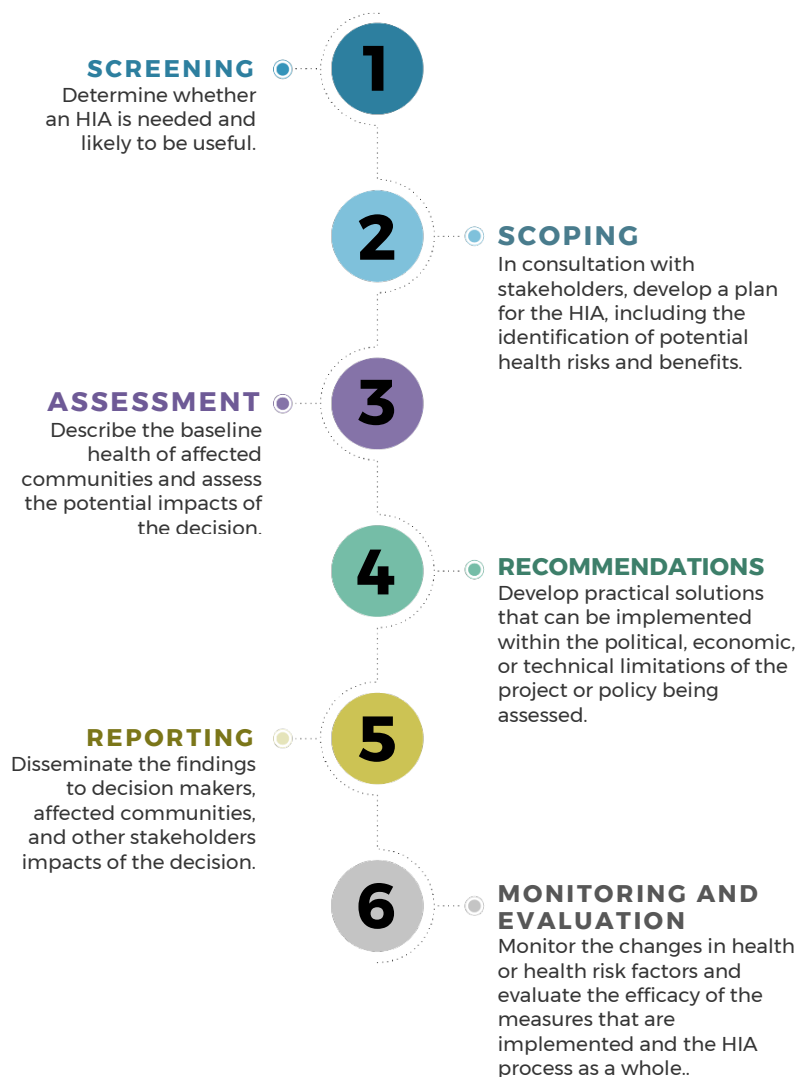 1
SCREENING
Determine whether
an HIA is needed and
likely to be useful.
2
SCOPING
In consultation with
stakeholders, develop a plan
for the HIA, including the
identification of potential
health risks and benefits.
3
ASSESSMENT
Describe the baseline
health of affected
communities and assess
the potential impacts of
the decision.
4
RECOMMENDATIONS
Develop practical solutions
that can be implemented
within the political, economic,
or technical limitations of the
project or policy being
assessed.
5
REPORTING
Disseminate the findings
to decision makers,
affected communities,
and other stakeholders
impacts of the decision.
6
MONITORING AND
EVALUATION
Monitor the changes in health
or health risk factors and
evaluate the efficacy of the
measures that are
implemented and the HIA
process as a whole..